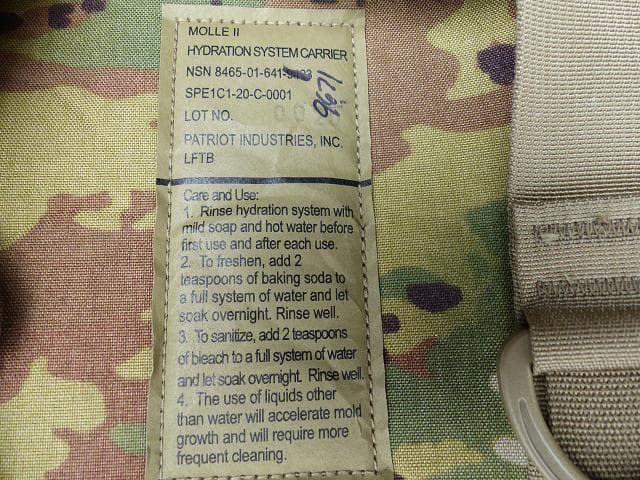 MOLLE II
HYDRATION SYSTEM CARRIER
NSN 8465-01-641-
9671
SPE1C1-20-C-0001
LOT NO. 00
PATRIOT INDUSTRIES, INC.
LFTB
Care and Use:
1. Rinse hydration system with
mild soap and hot water before
first use and after each use.
2. To freshen, add 2
teaspoons of baking soda to
a full system of water and let
soak overnight. Rinse well.
3. To sanitize, add 2 teaspoons
of bleach to a full system of water
and let soak overnight. Rinse well.
4. The use of liquids other
than water will accelerate mold
growth and will require more
frequent cleaning.